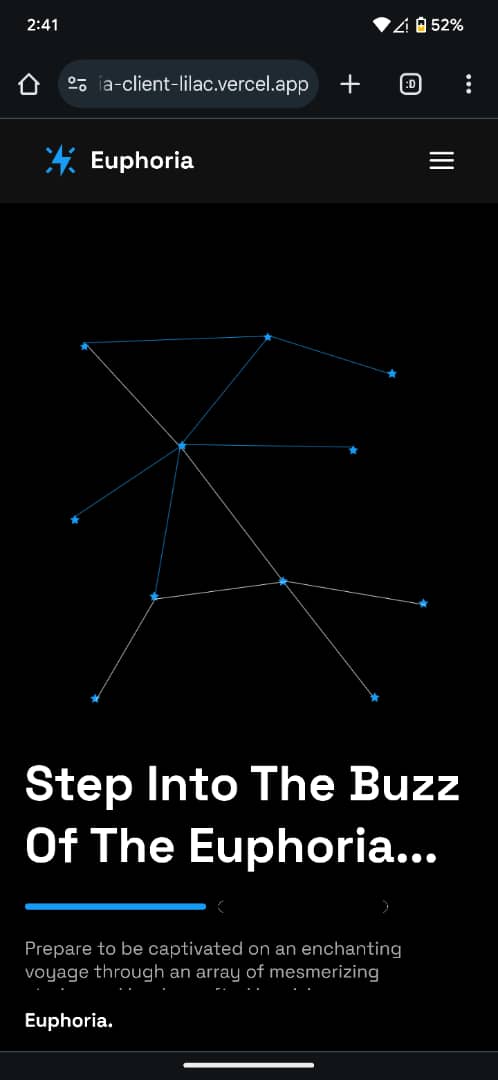 2:41
52%
ia-client-lilac.vercel.app
:D
Euphoria
Step Into The Buzz
Of The Euphoria...
Prepare to be captivated on an enchanting
voyage through an array of mesmerizing
Euphoria.